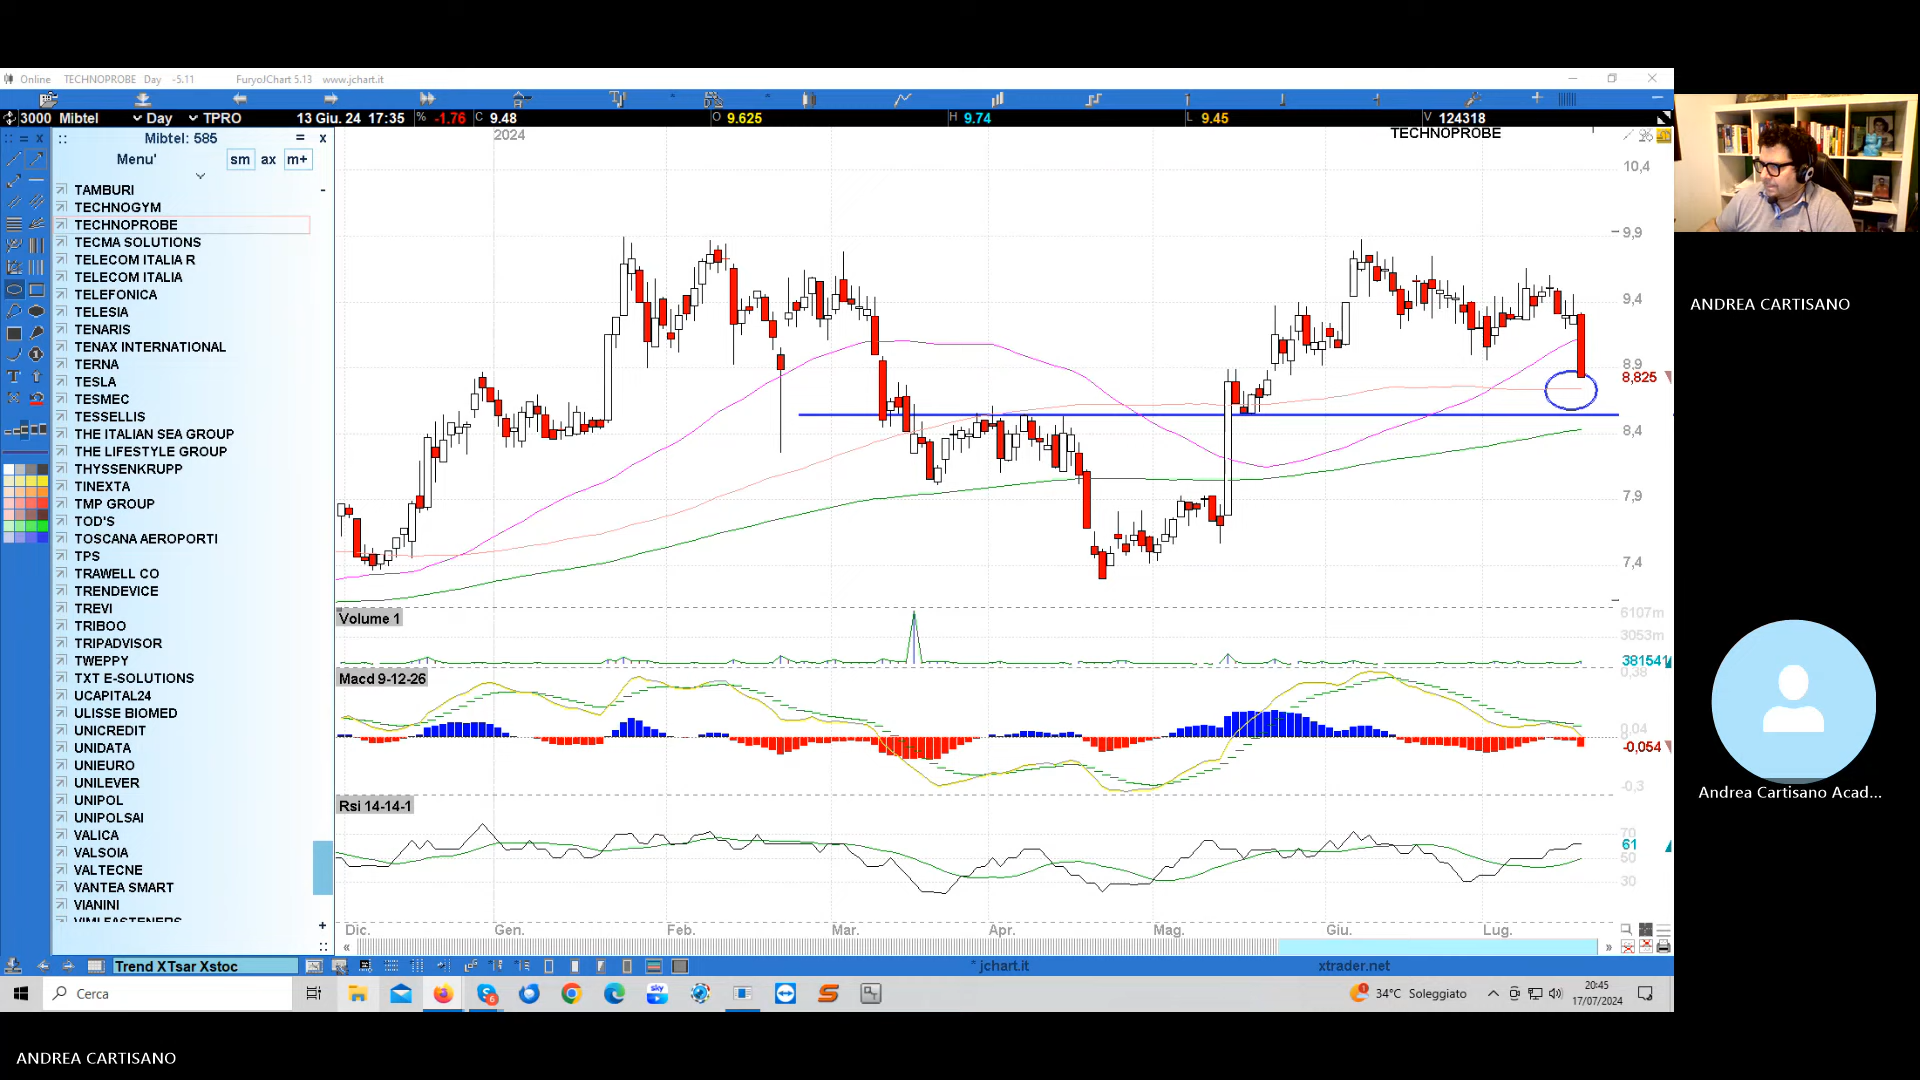 Online TECHNOPROBE Day -5.11 FuryoJChart 5.13 www.jchart.it
3000 Mibtel Day TPRO 13 Giu. 24 17:35 % -1.76 C 9.48 O 9.625 H 9.74 L 9.45 V 124318
Mibtel: 585 = x
Menu' sm ax m+
TAMBURI
TECHNOGYM
TECHNOPROBE
TECMA SOLUTIONS
TELECOM ITALIA R
TELECOM ITALIA
TELEFONICA
TELESIA
TENARIS
TENAX INTERNATIONAL
TERNA
TESLA
TESMEC
TESSELLIS
THE ITALIAN SEA GROUP
THE LIFESTYLE GROUP
THYSSENKRUPP
TINEXTA
TMP GROUP
TOD'S
TOSCANA AEROPORTI
TPS
TRAWELL CO
TRENDEVICE
TREVI
TRIBOO
TRIPADVISOR
TWEPPY
TXT E-SOLUTIONS
UCAPITAL24
ULISSE BIOMED
UNICREDIT
UNIDATA
UNIEURO
UNILEVER
UNIPOL
UNIPOLSAI
VALICA
VALSOIA
VALTECNE
VANTEA SMART
VIANINI
VIMI FASTENERS
2024
TECHNOPROBE
10,4
9,9
9,4
8,9
8,825
8,4
7,9
7,4
Volume 1
6107m
3053m
381541
Macd 9-12-26
0,38
0,04
-0,054
-0,3
Rsi 14-14-1
70
61
50
30
Dic. Gen. Feb. Mar. Apr. Mag. Giu. Lug.
Trend XTsar Xstoc
* jchart.it
xtrader.net
Cerca
34°C Soleggiato
20:45
17/07/2024
ANDREA CARTISANO
Andrea Cartisano Acad...
ANDREA CARTISANO